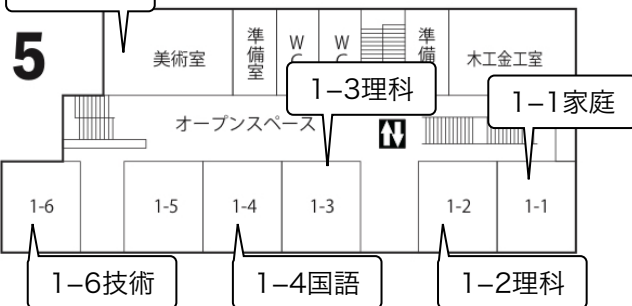 5
美術室
準備室
W
W
準備
木工金工室
1–3理科
1–1家庭
オープンスペース
1-6
1-5
1-4
1-3
1-2
1-1
1–6技術
1–4国語
1–2理科